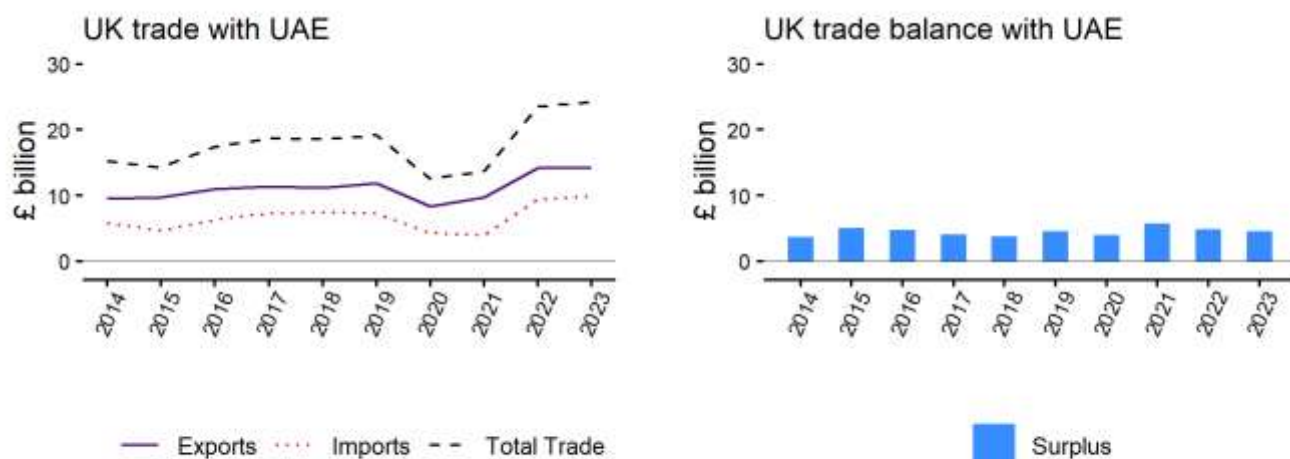 UK trade with UAE
30
20
10
0
£ billion
2014 2015 2016 2017 2018 2019 2020 2021 2022 2023
Exports Imports Total Trade
UK trade balance with UAE
30
20
10
0
£ billion
2014 2015 2016 2017 2018 2019 2020 2021 2022 2023
Surplus